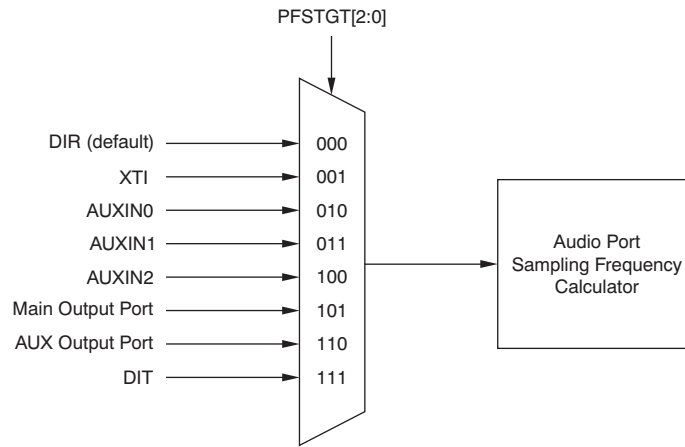 PFSTGT[2:0]
DIR (default)
000
XTI
001
AUXIN0
010
AUXIN1
011
AUXIN2
100
Main Output Port
101
AUX Output Port
110
DIT
111
Audio Port
Sampling Frequency
Calculator